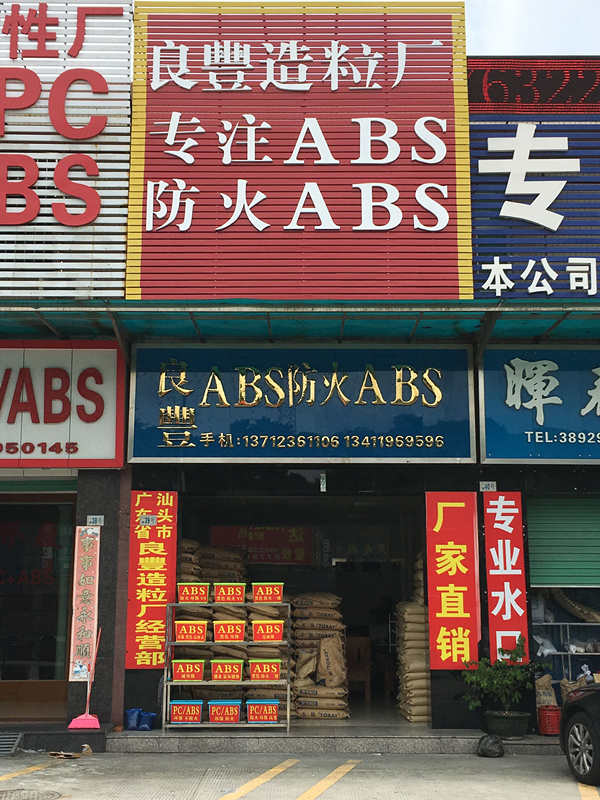 性厂
PC
BS
良豐造粒厂
专注ABS
防火ABS
63222
专
本公司
/ABS
950145
良豐
ABS防火ABS
手机:13712361106 13411969596
暉
TEL:3892
广东省汕头市
良豐造粒厂经营部
厂家直销
专业水口
ABS ABS ABS
ABS ABS ABS
ABS ABS ABS
PC/ABS PC/ABS PC/ABS